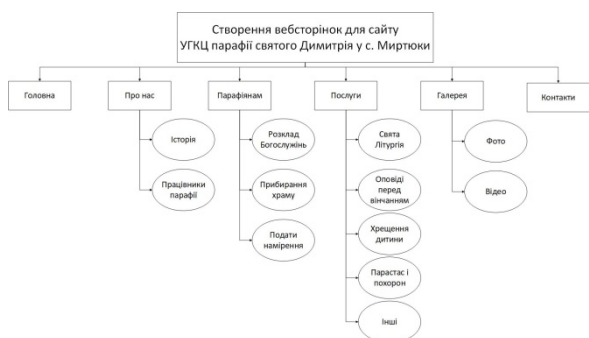 Створення вебсторінок для сайту
УГКЦ парафії святого Димитрія у с. Миртюки
Головна
Про нас
Парафіянам
Послуги
Галерея
Контакти
Історія
Працівники
парафії
Розклад
Богослужінь
Прибирання
храму
Подати
намірення
Свята
Літургія
Оповіді
перед
вінчанням
Хрещення
дитини
Парастас і
похорон
Інші
Фото
Відео